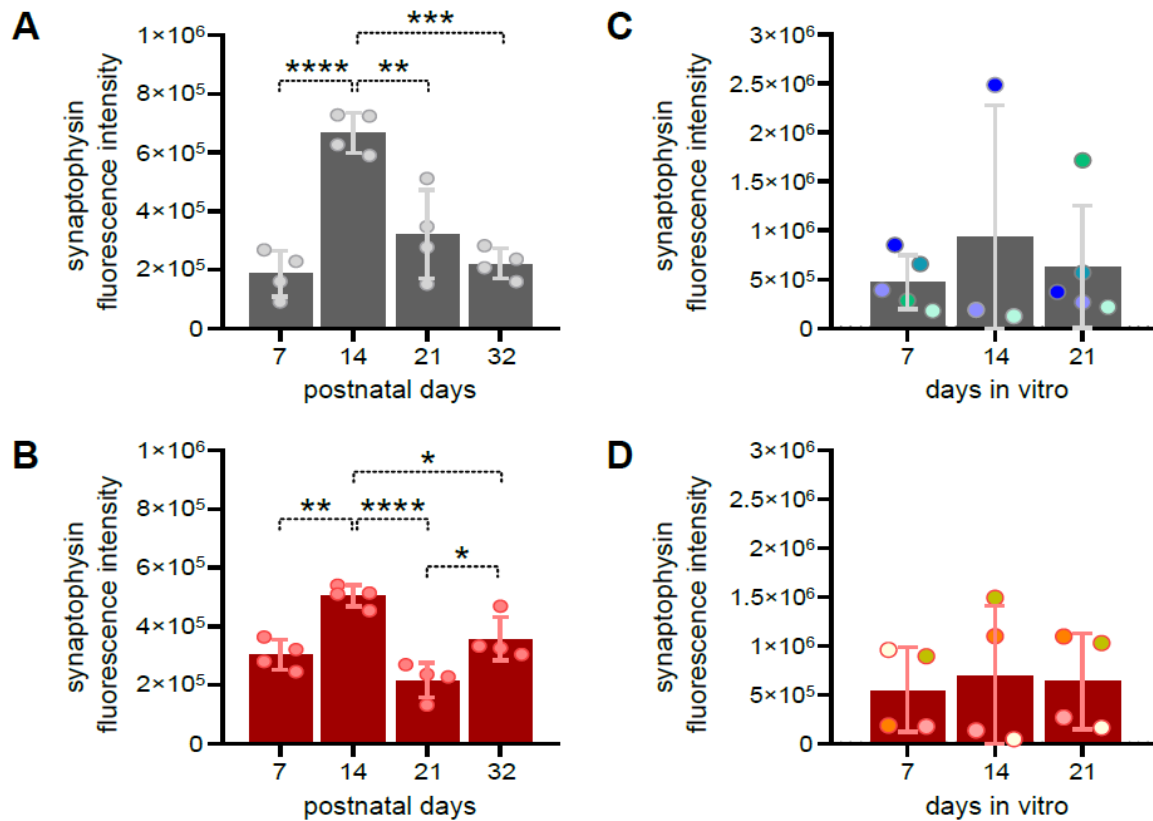 A
synaptophysin
fluorescence intensity
1×10⁶
8×10⁵
6×10⁵
4×10⁵
2×10⁵
0
***
**** **
7 14 21 32
postnatal days
C
synaptophysin
fluorescence intensity
3×10⁶
2.5×10⁶
2×10⁶
1.5×10⁶
1×10⁶
5×10⁵
0
7 14 21
days in vitro
B
synaptophysin
fluorescence intensity
1×10⁶
8×10⁵
6×10⁵
4×10⁵
2×10⁵
0
*
** ****
*
7 14 21 32
postnatal days
D
synaptophysin
fluorescence intensity
3×10⁶
2.5×10⁶
2×10⁶
1.5×10⁶
1×10⁶
5×10⁵
0
7 14 21
days in vitro